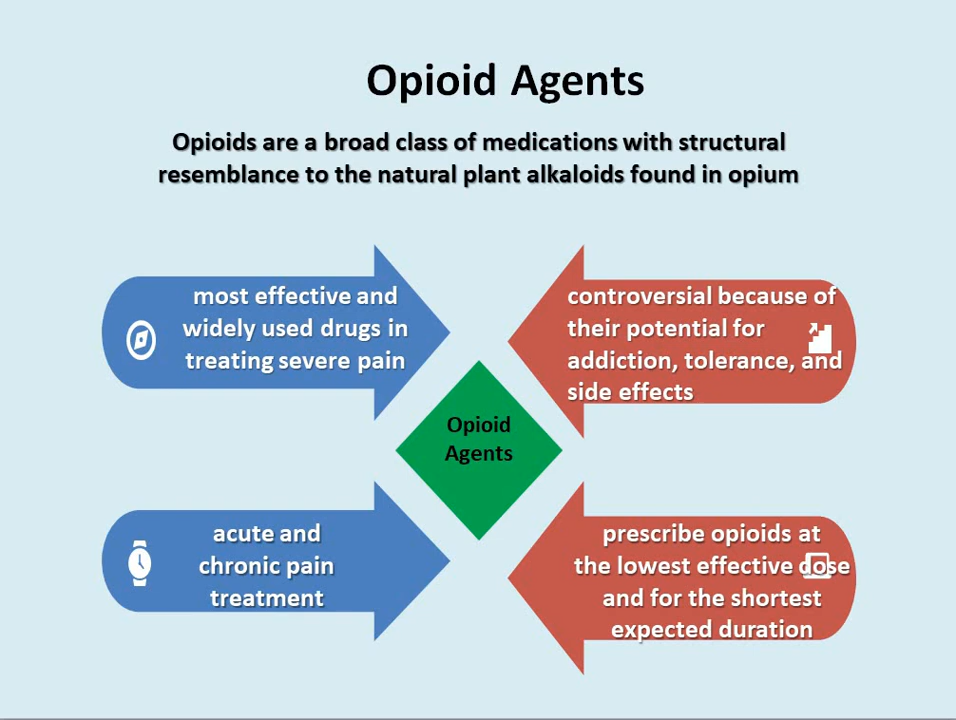 Opioid Agents
Opioids are a broad class of medications with structural
resemblance to the natural plant alkaloids found in opium
most effective and
widely used drugs in
treating severe pain
controversial because of
their potential for
addiction, tolerance, and
side effects
Opioid
Agents
acute and
chronic pain
treatment
prescribe opioids at
the lowest effective dose
and for the shortest
expected duration